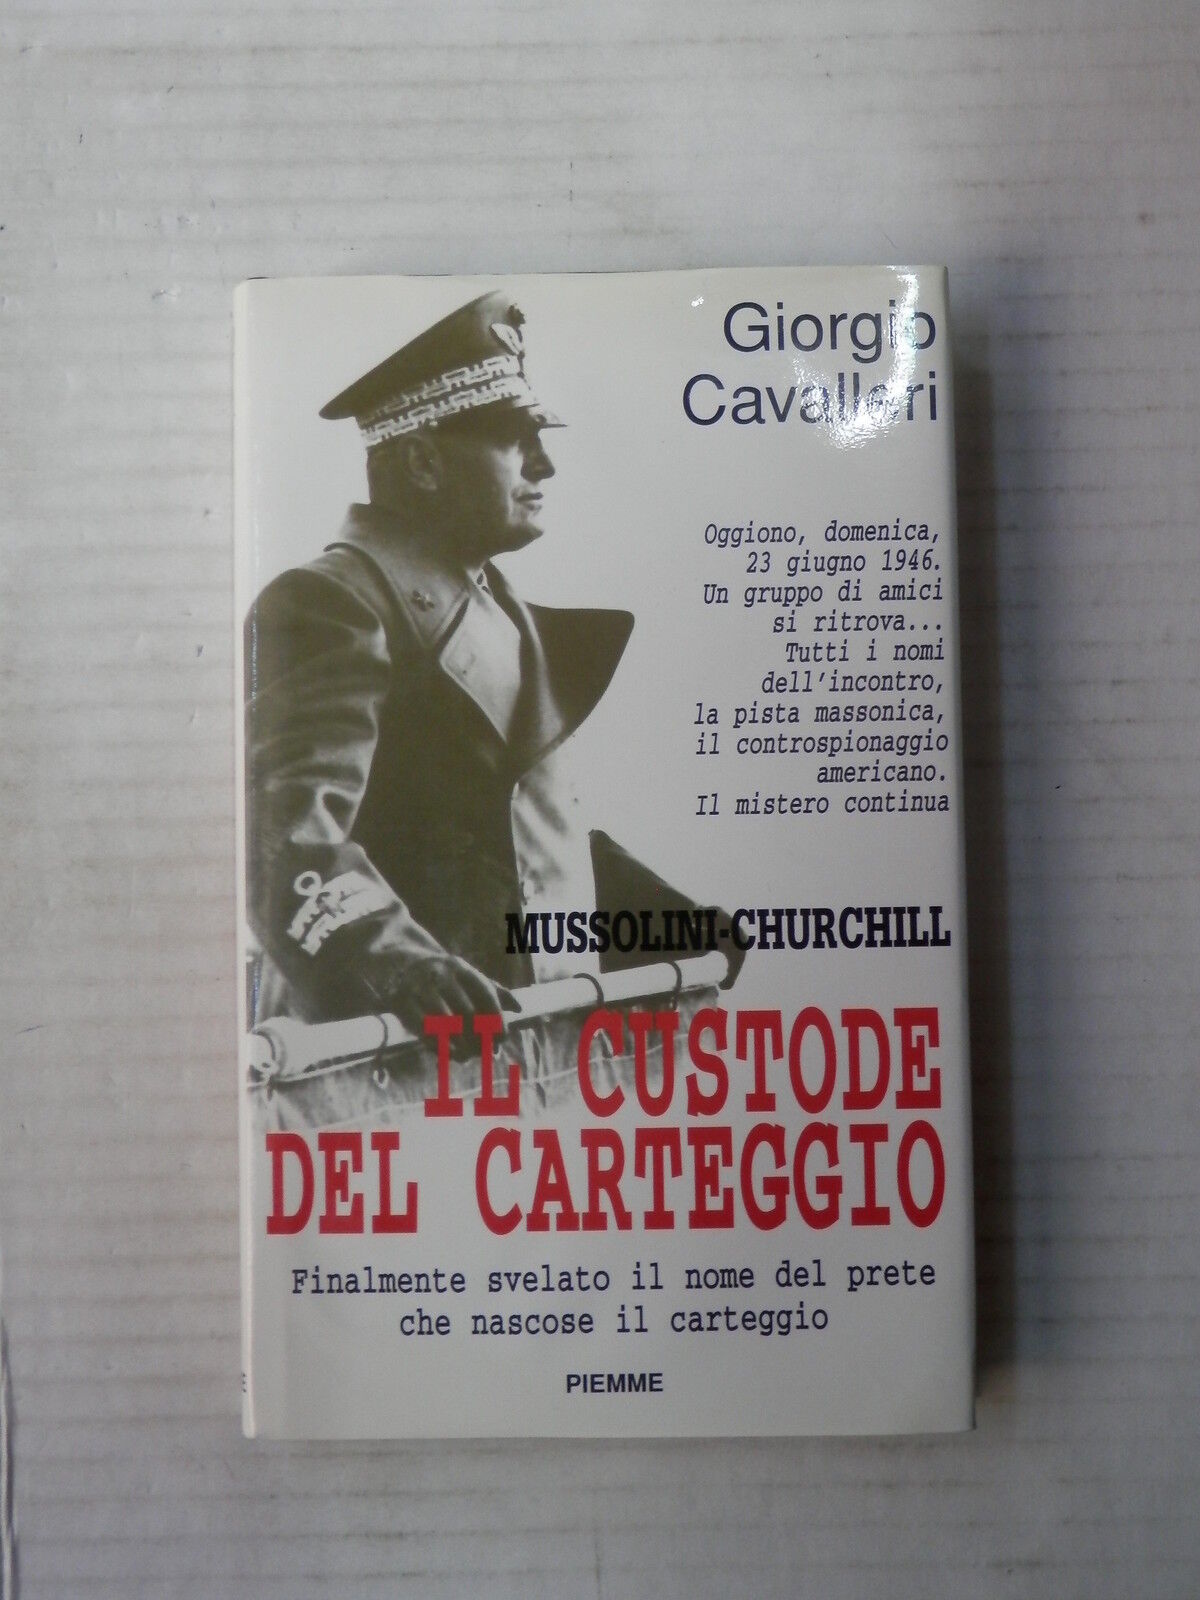 Giorgio
Cavalleri
Oggiono, domenica,
23 giugno 1946.
Un gruppo di amici
si ritrova...
Tutti i nomi
dell'incontro,
la pista massonica,
il controspionaggio
americano.
Il mistero continua
MUSSOLINI-CHURCHILL
IL CUSTODE
DEL CARTEGGIO
Finalmente svelato il nome del prete
che nascose il carteggio
PIEMME